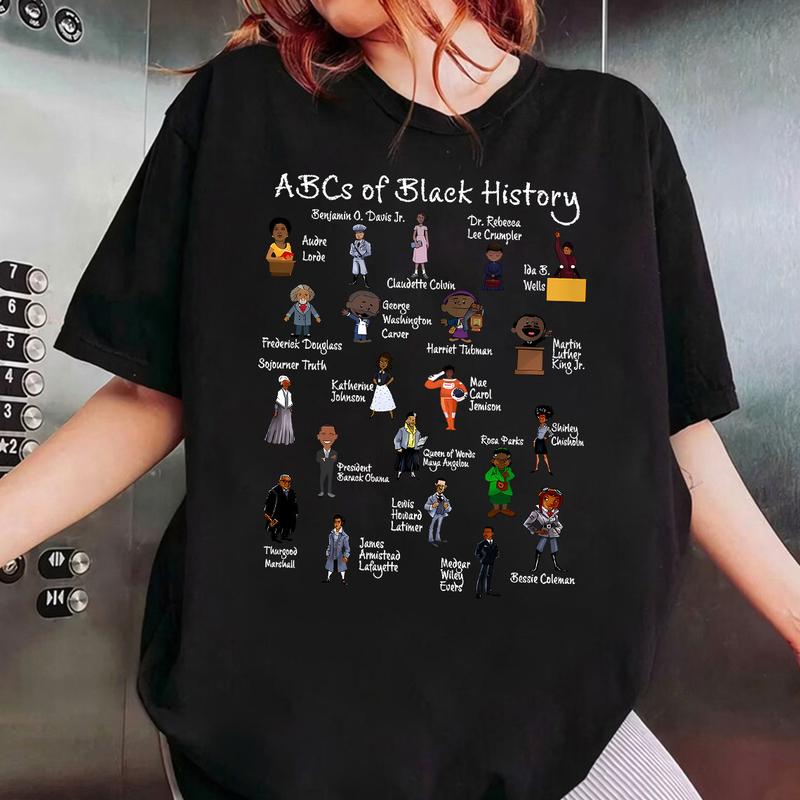 ABCs of Black History
Benjamin O. Davis Jr.
Dr. Rebecca
Lee Crumpler
Audre
Lorde
Claudette Colvin
Ida B.
Wells
Frederick Douglass
George
Washington
Carver
Harriet Tubman
Martin
Luther
King Jr.
Sojourner Truth
Katherine
Johnson
Mae
Carol
Jemison
Shirley
Chisholm
President
Barack Obama
Queen of Words
Maya Angelou
Rosa Parks
Thurgood
Marshall
James
Armistead
Lafayette
Lewis
Howard
Latimer
Medgar
Wiley
Evers
Bessie Coleman
7
6
5
4
3
★2